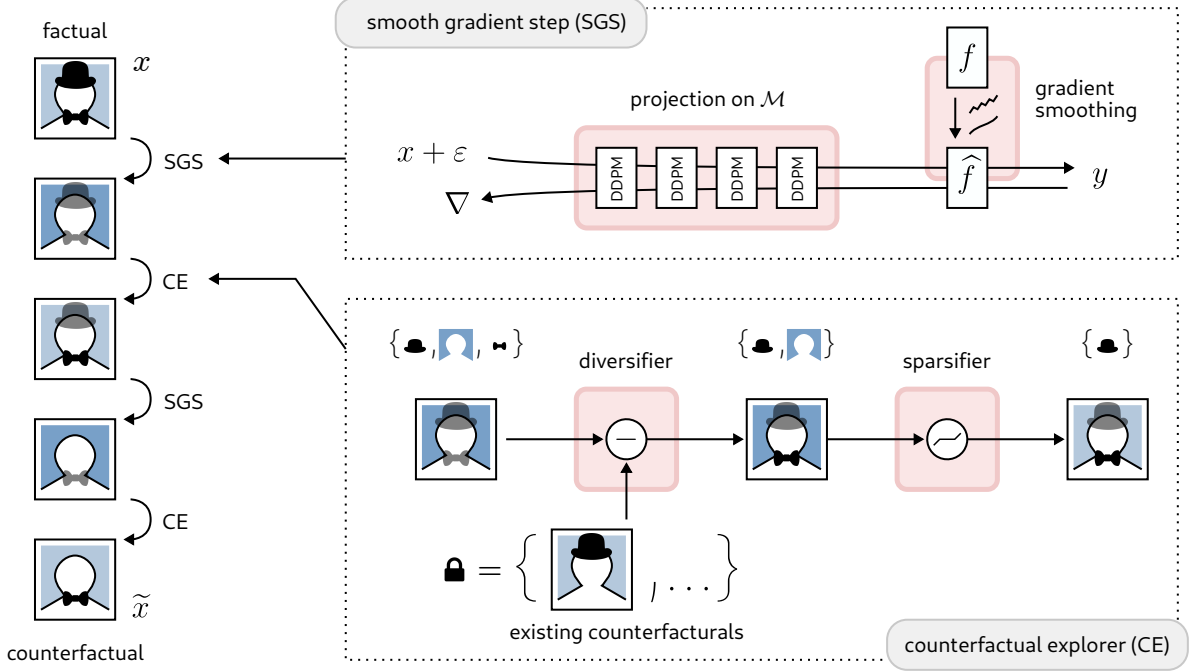 factual
x
SGS
CE
SGS
CE
x̃
counterfactual
smooth gradient step (SGS)
projection on ℳ
x + ε
∇
DDPM
DDPM
DDPM
DDPM
f
gradient
smoothing
f̂
y
{ , , }
diversifier
{ , }
sparsifier
{ }
−
= { , . . . }
existing counterfacturals
counterfactual explorer (CE)